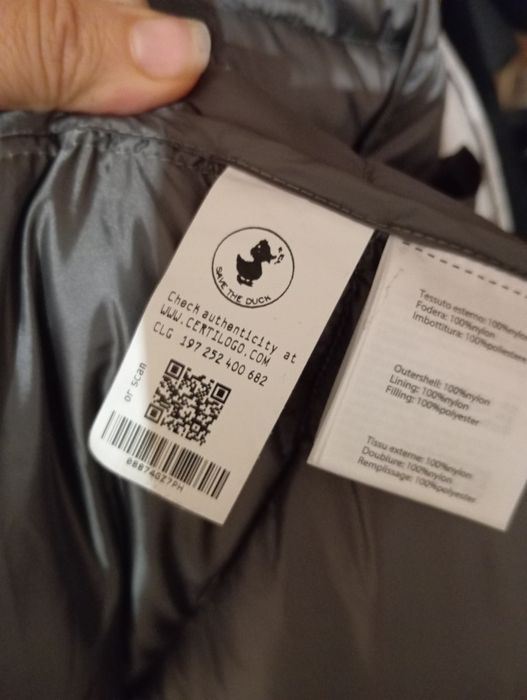 SAVE THE DUCK
Check authenticity at
WWW.CERTILOGO.COM
CLG 197 252 400 682
or scan
Tessuto esterno: 100%nylon
Fodera: 100%nylon
Imbottitura: 100%poliestere
Outershell: 100%nylon
Lining: 100%nylon
Filling: 100%polyester
Tissu externe: 100%nylon
Doublure: 100%nylon
Remplissage: 100%polyester